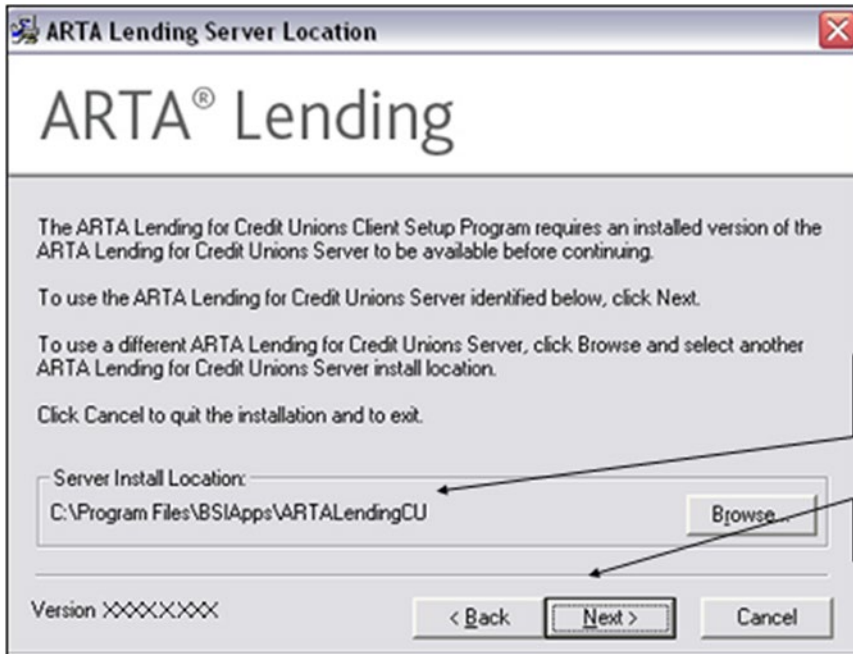 ARTA Lending Server Location
ARTA® Lending
The ARTA Lending for Credit Unions Client Setup Program requires an installed version of the
ARTA Lending for Credit Unions Server to be available before continuing.
To use the ARTA Lending for Credit Unions Server identified below, click Next.
To use a different ARTA Lending for Credit Unions Server, click Browse and select another
ARTA Lending for Credit Unions Server install location.
Click Cancel to quit the installation and to exit.
Server Install Location:
C:\Program Files\BSIApps\ARTALendingCU
Browse...
Version XXXX.X.XXX
< Back
Next >
Cancel